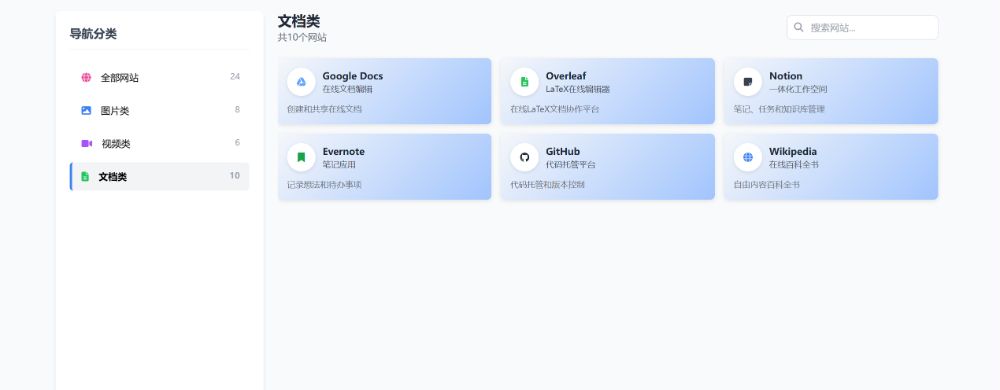 导航分类
全部网站 24
图片类 8
视频类 6
文档类 10
文档类
共10个网站
搜索网站...
Google Docs
在线文档编辑
创建和共享在线文档
Overleaf
LaTeX在线编辑器
在线LaTeX文档协作平台
Notion
一体化工作空间
笔记、任务和知识库管理
Evernote
笔记应用
记录想法和待办事项
GitHub
代码托管平台
代码托管和版本控制
Wikipedia
在线百科全书
自由内容百科全书